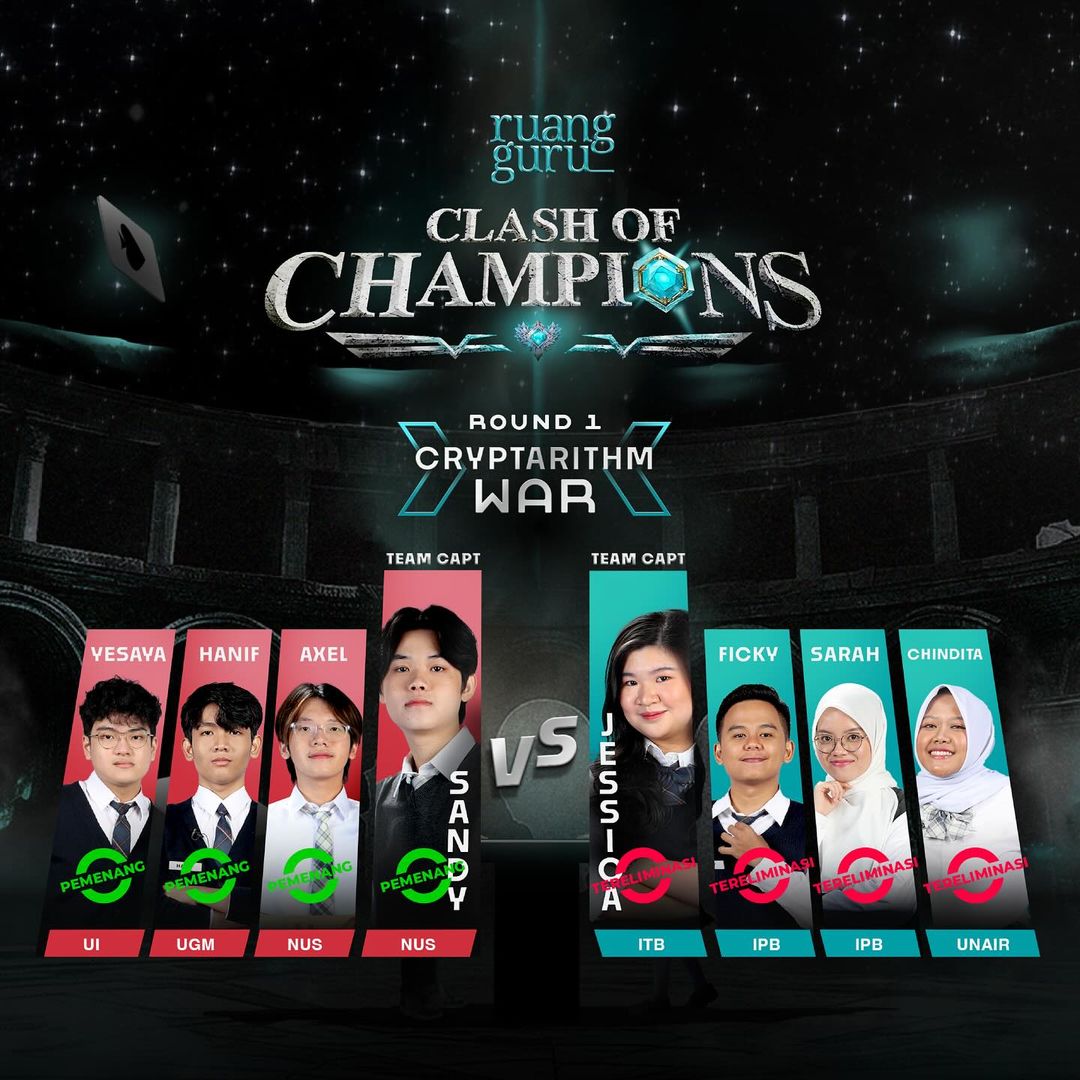 ruang
guru
CLASH OF
CHAMPIONS
ROUND 1
CRYPTARITHM
WAR
TEAM CAPT
TEAM CAPT
YESAYA
HANIF
AXEL
SANDY
VS
JESSICA
FICKY
SARAH
CHINDITA
PEMENANG
PEMENANG
PEMENANG
PEMENANG
TERELIMINASI
TERELIMINASI
TERELIMINASI
TERELIMINASI
UI
UGM
NUS
NUS
ITB
IPB
IPB
UNAIR